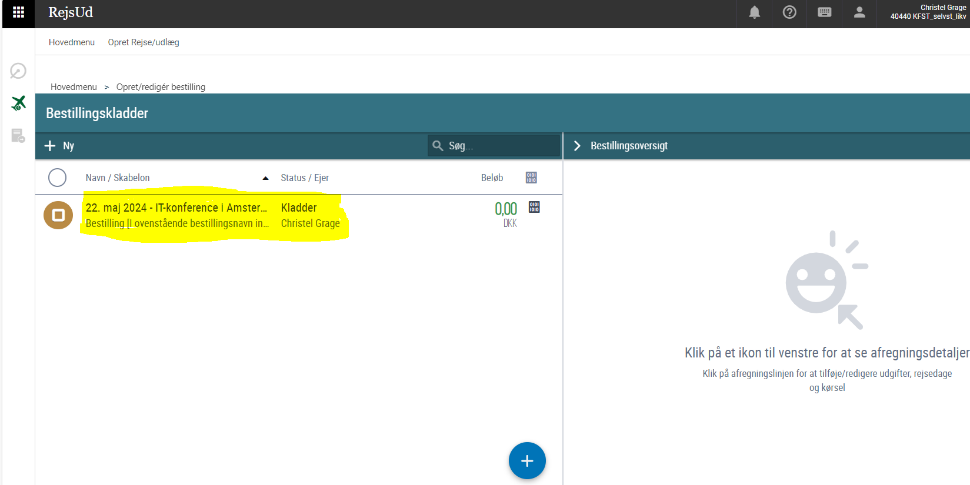 RejsUd
Christel Grage
40440 KFST_selvst_likv
Hovedmenu Opret Rejse/udlæg
Hovedmenu > Opret/redigér bestilling
Bestillingskladder
+ Ny
Søg...
> Bestillingsoversigt
Navn / Skabelon Status / Ejer Beløb
22. maj 2024 - IT-konference I Amster... Kladder 0,00
Bestilling [I ovenstående bestillingsnavn in... Christel Grage DKK
Klik på et ikon til venstre for at se afregningsdetaljer
Klik på afregningslinjen for at tilføje/redigere udgifter, rejsedage
og kørsel